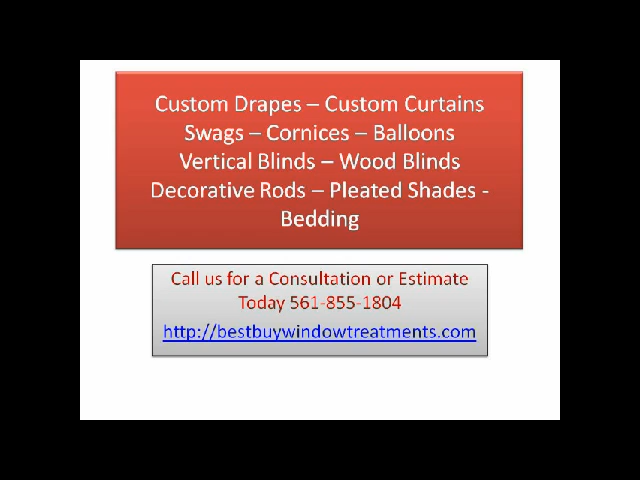 Custom Drapes – Custom Curtains
Swags – Cornices – Balloons
Vertical Blinds – Wood Blinds
Decorative Rods – Pleated Shades -
Bedding
Call us for a Consultation or Estimate
Today 561-855-1804
http://bestbuywindowtreatments.com